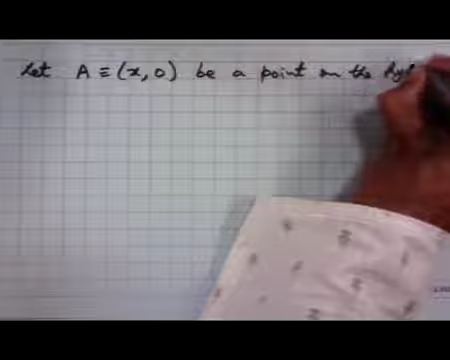 Let A ≡ (x, 0) be a point on the